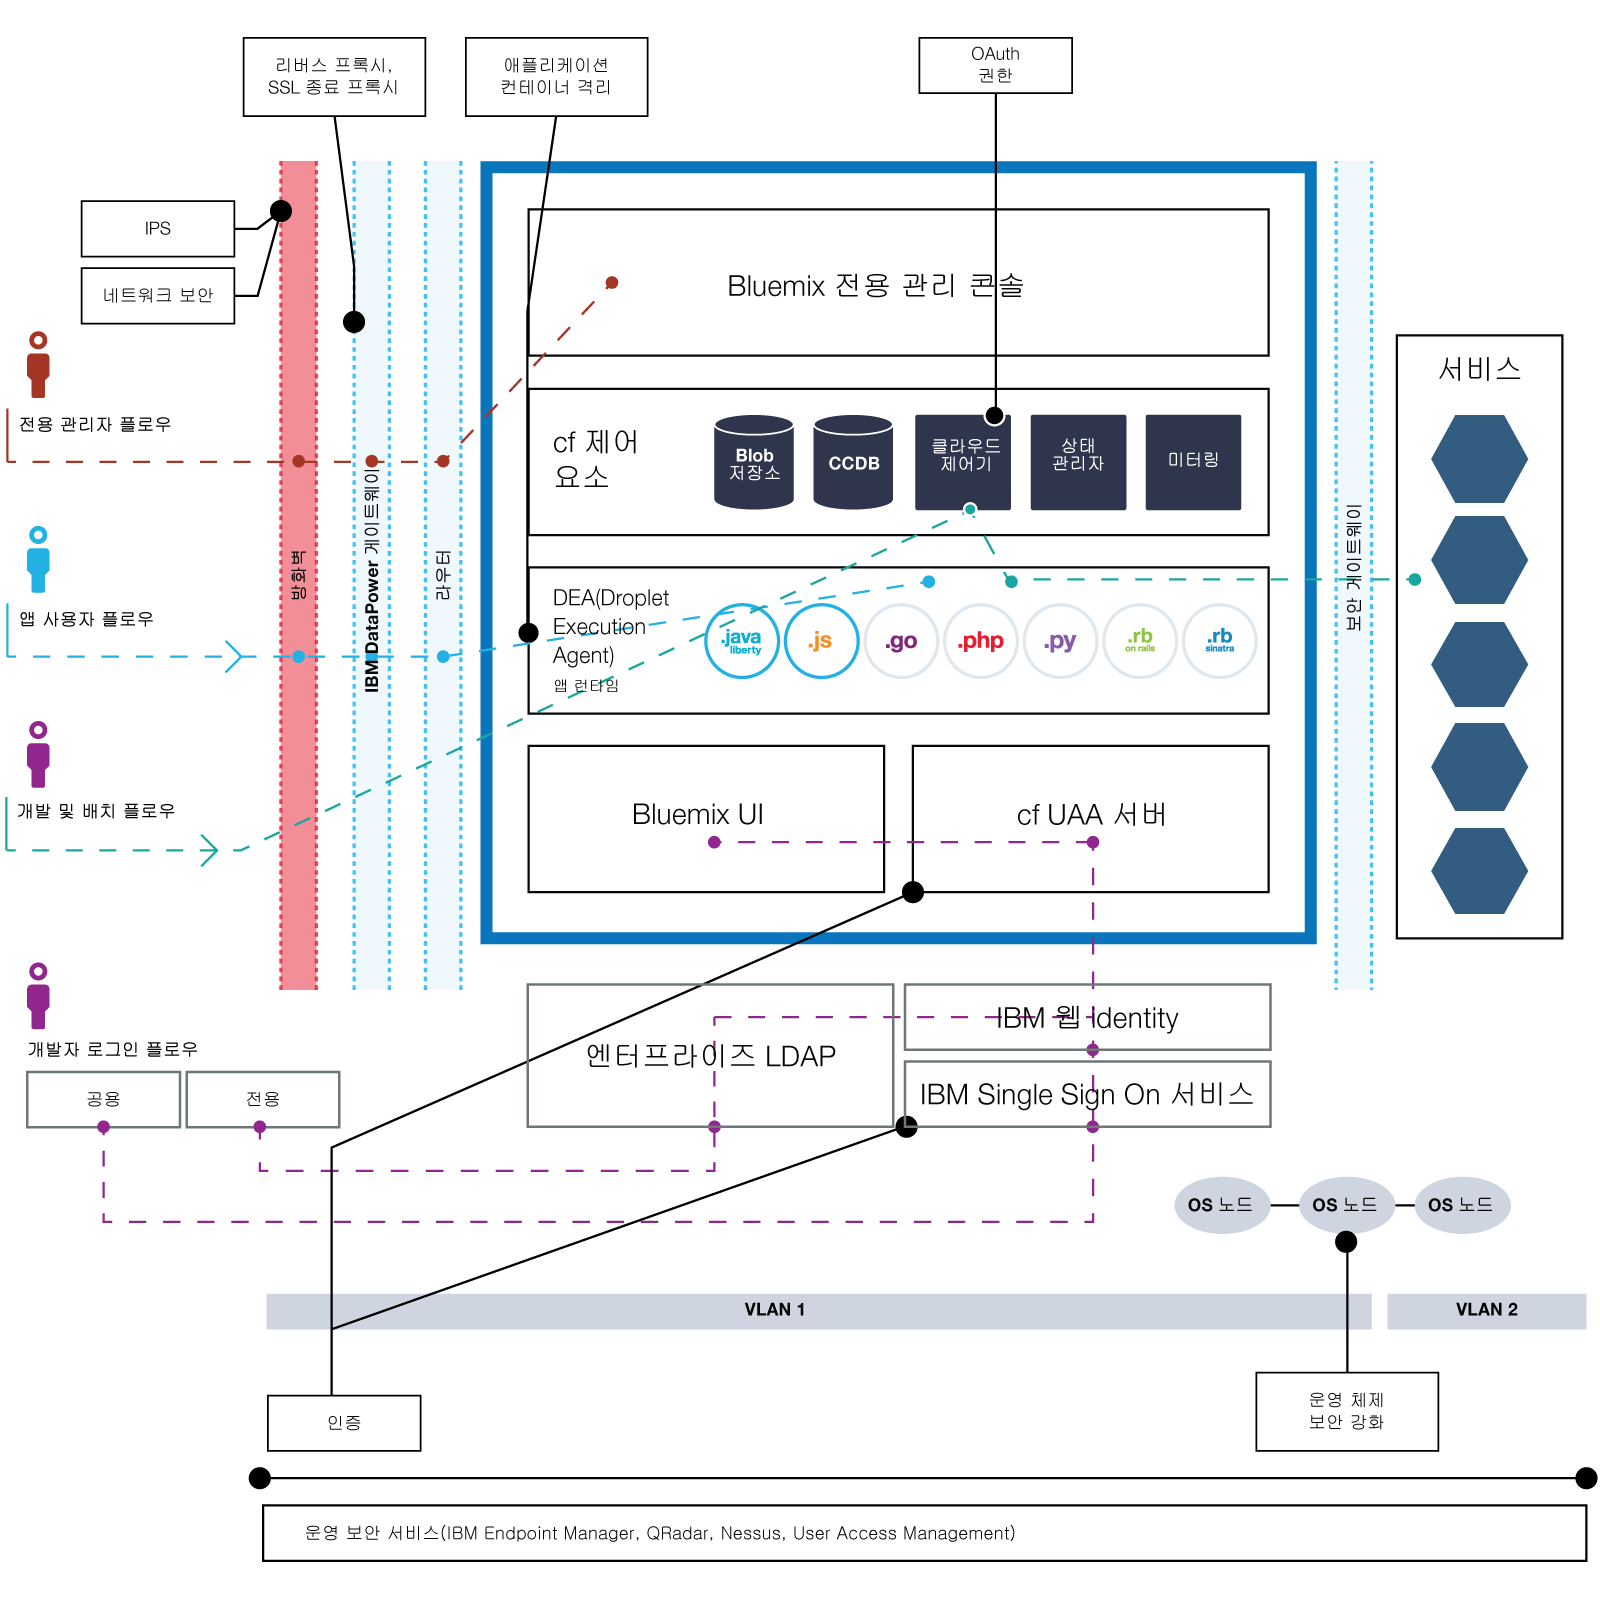 리버스 프록시,
SSL 종료 프록시
애플리케이션
컨테이너 격리
OAuth
권한
IPS
네트워크 보안
전용 관리자 플로우
앱 사용자 플로우
개발 및 배치 플로우
개발자 로그인 플로우
공용
전용
방화벽
IBM DataPower 게이트웨이
라우터
Bluemix 전용 관리 콘솔
cf 제어
요소
Blob
저장소
CCDB
클라우드
제어기
상태
관리자
미터링
DEA(Droplet
Execution
Agent)
앱 런타임
.java
liberty
.js
.go
.php
.py
.rb
on rails
.rb
sinatra
Bluemix UI
cf UAA 서버
보안 게이트웨이
서비스
엔터프라이즈 LDAP
IBM 웹 Identity
IBM Single Sign On 서비스
OS 노드
OS 노드
OS 노드
VLAN 1
VLAN 2
인증
운영 체제
보안 강화
운영 보안 서비스(IBM Endpoint Manager, QRadar, Nessus, User Access Management)